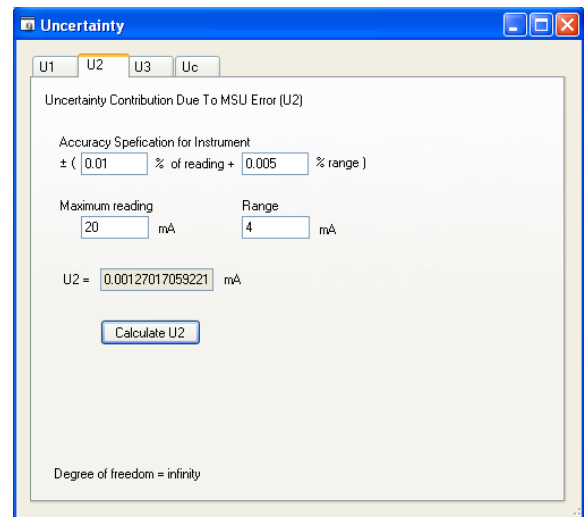 Uncertainty
U1 U2 U3 Uc
Uncertainty Contribution Due To MSU Error (U2)
Accuracy Spefication for Instrument
± ( 0.01 % of reading + 0.005 % range )
Maximum reading Range
20 mA 4 mA
U2 = 0.00127017059221 mA
Calculate U2
Degree of freedom = infinity